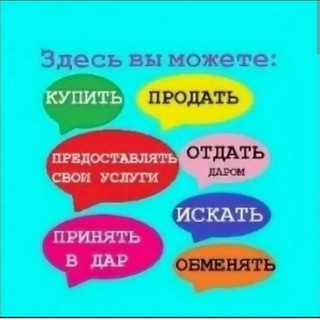 Здесь вы можете:
КУПИТЬ
ПРОДАТЬ
ПРЕДОСТАВЛЯТЬ
СВОИ УСЛУГИ
ОТДАТЬ
ДАРОМ
ИСКАТЬ
ПРИНЯТЬ
В ДАР
ОБМЕНЯТЬ